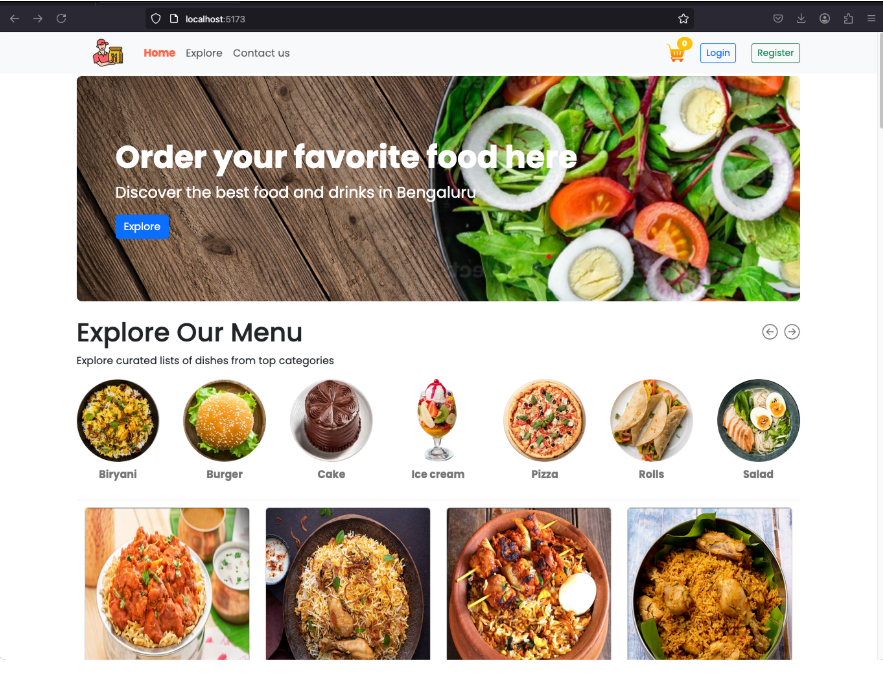 localhost:5173
Home Explore Contact us 0 Login Register
Order your favorite food here
Discover the best food and drinks in Bengaluru
Explore
Explore Our Menu
Explore curated lists of dishes from top categories
Biryani Burger Cake Ice cream Pizza Rolls Salad